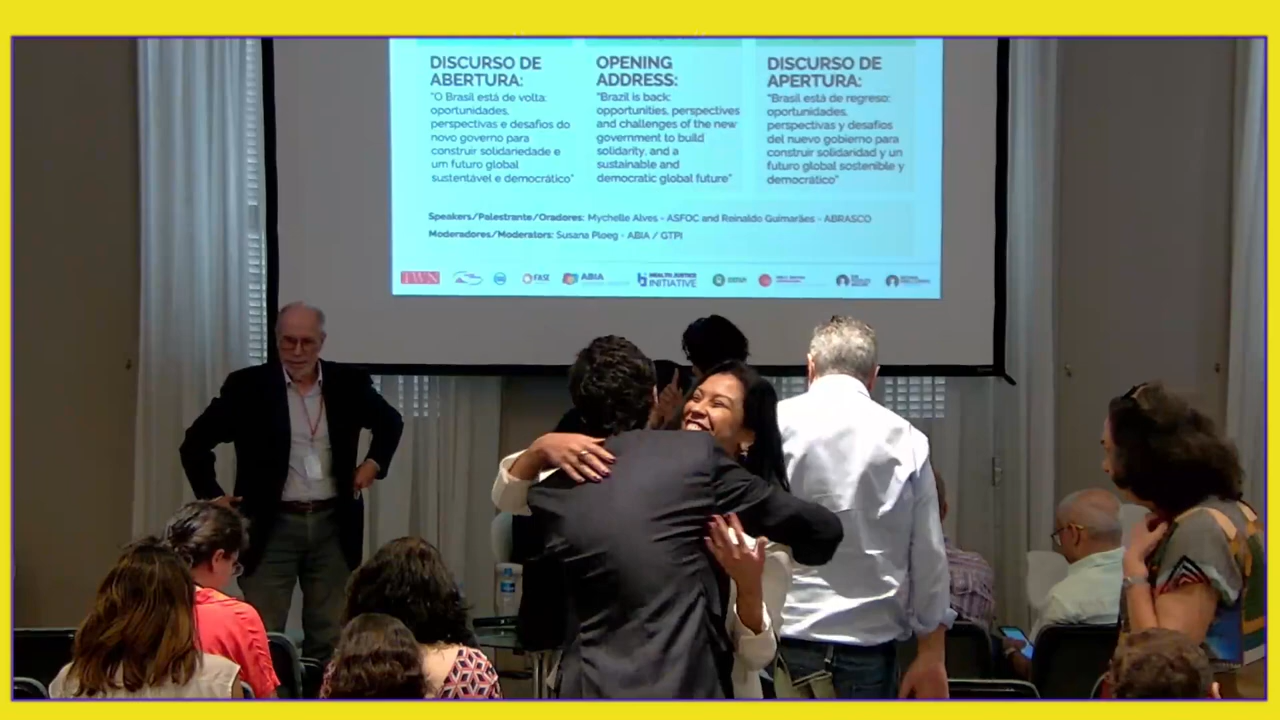 DISCURSO DE
ABERTURA:
"O Brasil está de volta:
oportunidades,
perspectivas e desafios do
novo governo para
construir solidariedade e
um futuro global
sustentável e democrático"
OPENING
ADDRESS:
"Brazil is back:
opportunities, perspectives
and challenges of the new
government to build
solidarity, and a
sustainable and
democratic global future"
DISCURSO DE
APERTURA:
"Brasil está de regreso:
oportunidades,
perspectivas y desafíos
del nuevo gobierno para
construir solidaridad y un
futuro global sostenible y
democrático"
Speakers/Palestrante/Oradores: Mychelle Alves - ASFOC and Reinaldo Guimarães - ABRASCO
Moderadores/Moderators: Susana Ploeg - ABIA / GTPI
TWN
FASE
ABIA
HEALTH JUSTICE
INITIATIVE